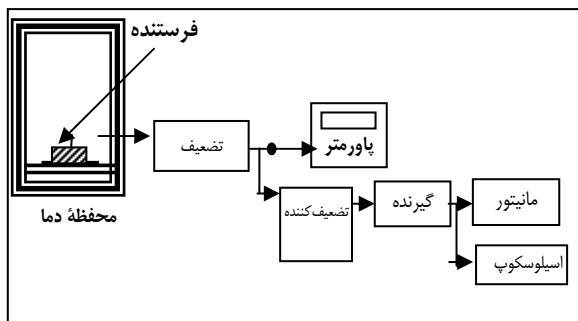 فرستنده
محفظهٔ دما
تضعیف
پاورمتر
تضعیف‌کننده
گیرنده
مانیتور
اسیلوسکوپ